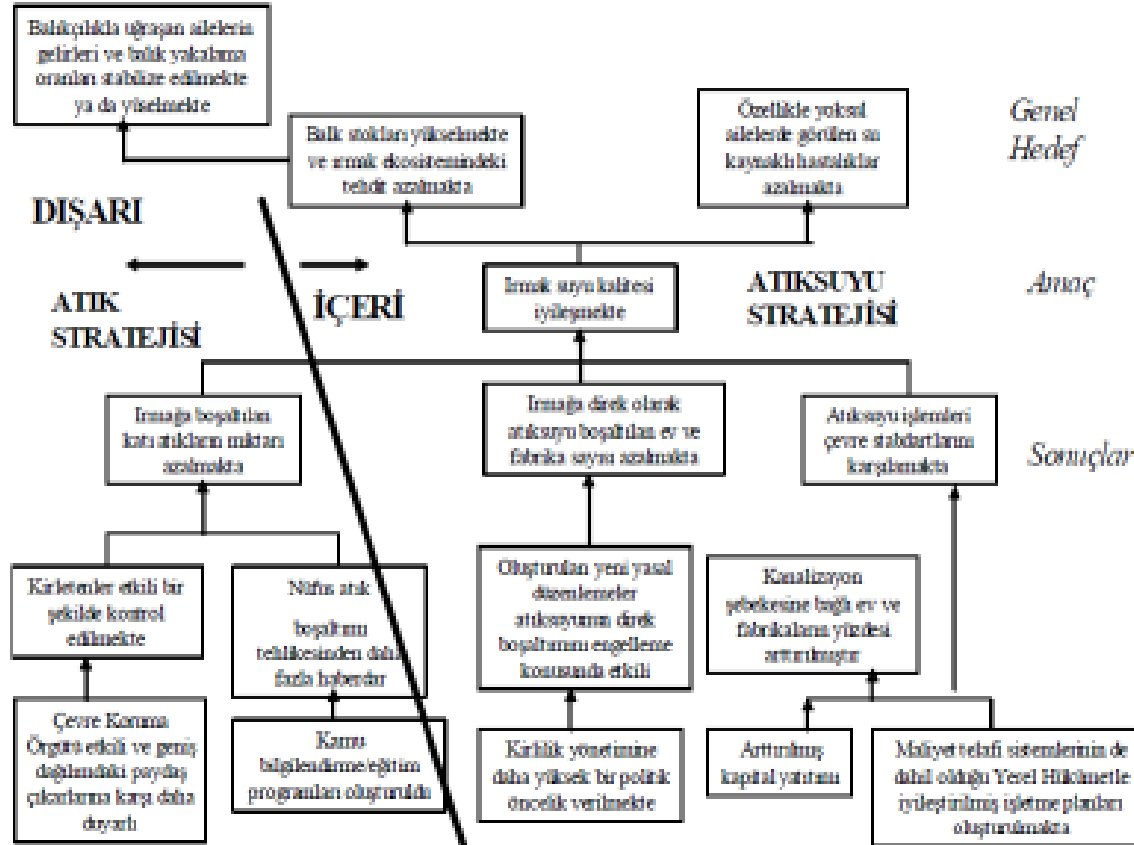 Balıkçılıkla uğraşan ailelerin
gelirleri ve balık yakalama
oranları stabilize edilmekte
ya da yükselmekte
Balık stokları yükselmekte
ve ırmak ekosistemindeki
tehdit azalmakta
Özellikle yoksul
ailelerde görülen su
kaynaklı hastalıklar
azalmakta
Genel
Hedef
DIŞARI
İÇERİ
ATIK
STRATEJİSİ
Irmak suyu kalitesi
iyileşmekte
ATIKSUYU
STRATEJİSİ
Amaç
Irmağa boşaltılan
katı atıkların miktarı
azalmakta
Irmağa direk olarak
atıksuyu boşaltılan ev ve
fabrika sayısı azalmakta
Atıksuyu işlemleri
çevre stabdartlarını
karşılamakta
Sonuçlar
Kirletenler etkili bir
şekilde kontrol
edilmekte
Nüfus atık
boşaltımı
tehlikesinden daha
fazla haberdar
Oluşturulan yeni yasal
düzenlemeler
atıksuyunun direk
boşaltımını engelleme
konusunda etkili
Kanalizasyon
şebekesine bağlı ev ve
fabrikaların yüzdesi
arttırılmıştır
Çevre Koruma
Örgütü etkili ve geniş
dağılımdaki paydaş
çıkarlarına karşı daha
duyarlı
Kamu
bilgilendirme/eğitim
programları oluşturuldu
Kirlilik yönetimine
daha yüksek bir politik
öncelik verilmekte
Arttırılmış
kapital yatırımı
Maliyet telafi sistemlerinin de
dahil olduğu Yerel Hükümetle
iyileştirilmiş işletme planları
oluşturulmakta